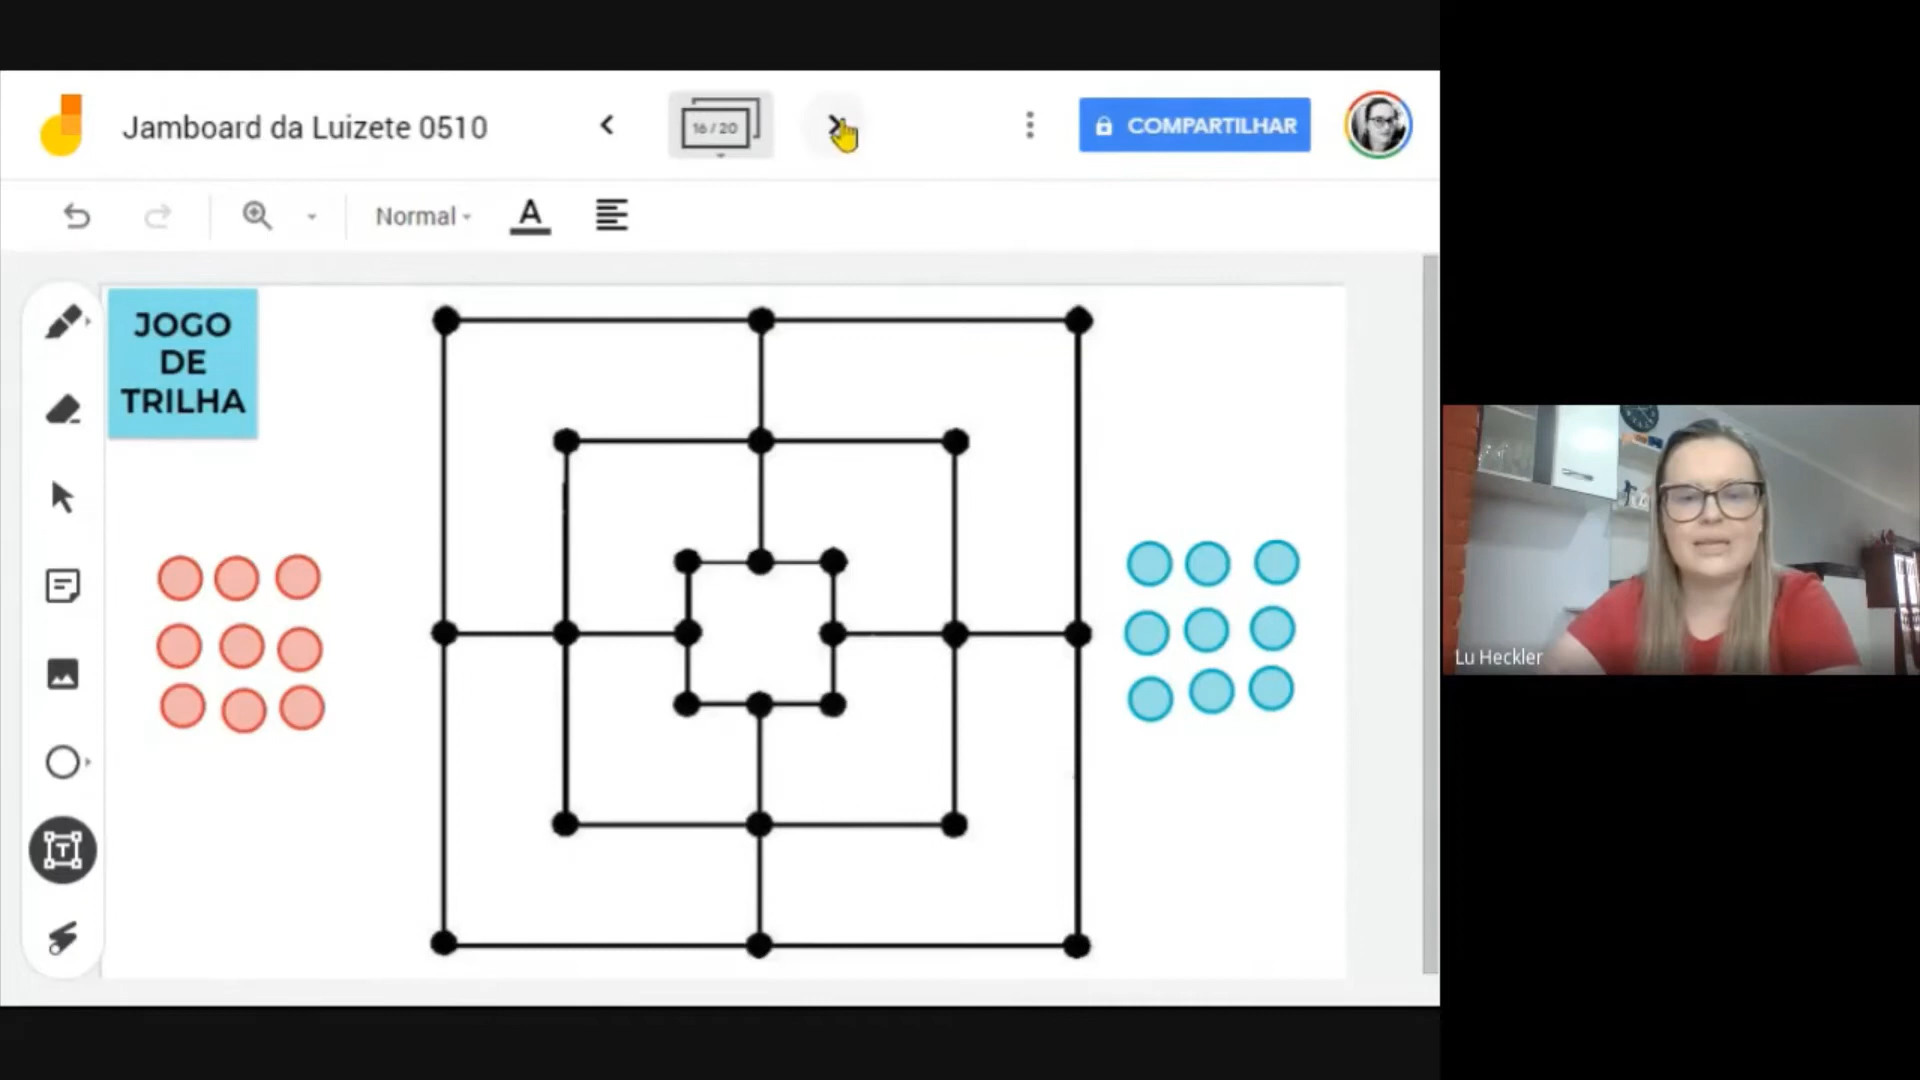 Jamboard da Luizete 0510
16 / 20
COMPARTILHAR
Normal
A
JOGO
DE
TRILHA
T
Lu Heckler